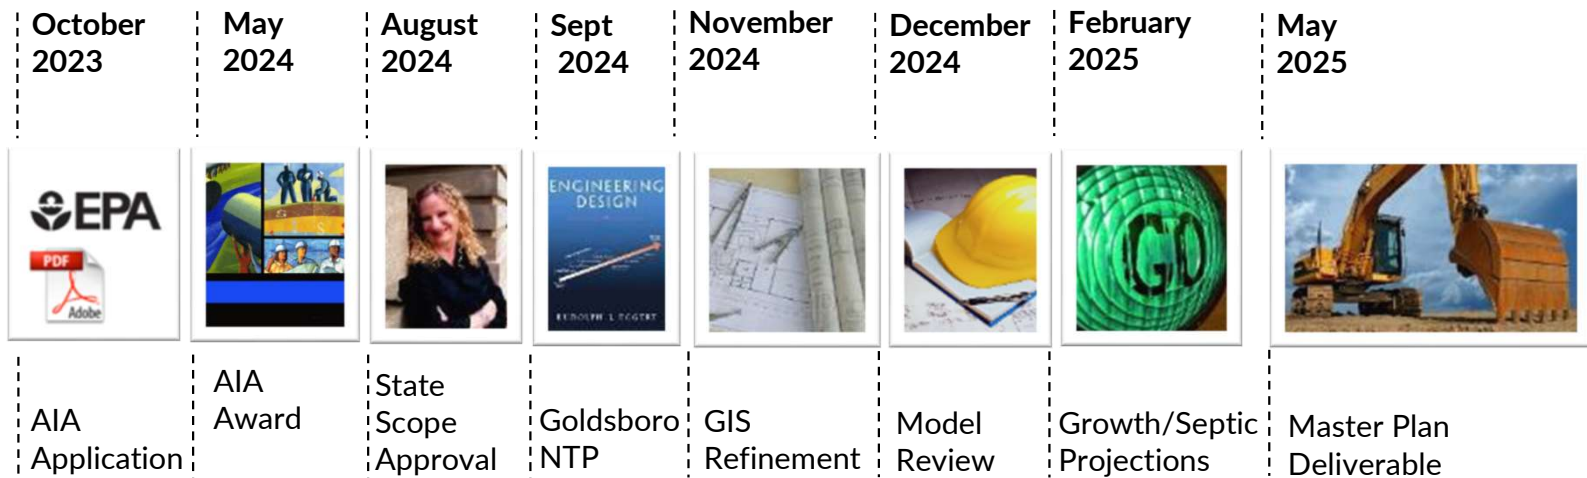 October
2023
May
2024
August
2024
Sept
2024
November
2024
December
2024
February
2025
May
2025
EPA
PDF
Adobe
ENGINEERING
DESIGN
RUDOLPH J. EGGERT
GO
AIA
Application
AIA
Award
State
Scope
Approval
Goldsboro
NTP
GIS
Refinement
Model
Review
Growth/Septic
Projections
Master Plan
Deliverable